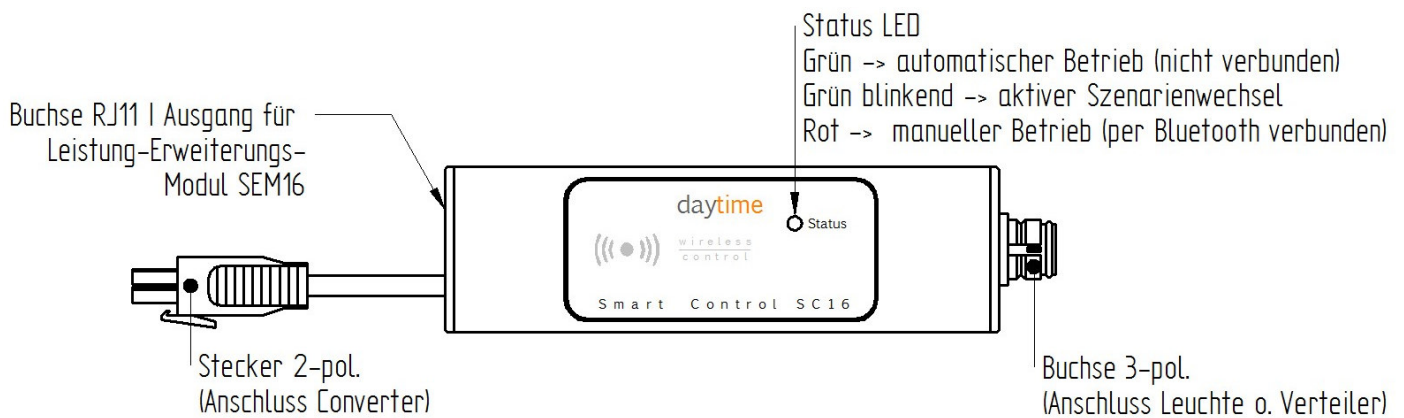 Status LED
Grün -> automatischer Betrieb (nicht verbunden)
Grün blinkend -> aktiver Szenarienwechsel
Rot -> manueller Betrieb (per Bluetooth verbunden)
Buchse RJ11 | Ausgang für
Leistung-Erweiterungs-
Modul SEM16
daytime
Status
wireless
control
Smart Control SC16
Stecker 2-pol.
(Anschluss Converter)
Buchse 3-pol.
(Anschluss Leuchte o. Verteiler)